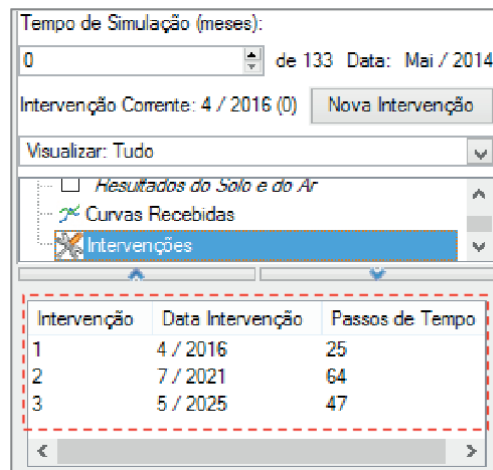 Tempo de Simulação (meses):
0 de 133 Data: Mai / 2014
Intervenção Corrente: 4 / 2016 (0) Nova Intervenção
Visualizar: Tudo
Resultados do Solo e do Ar
Curvas Recebidas
Intervenções
Intervenção Data Intervenção Passos de Tempo
1 4 / 2016 25
2 7 / 2021 64
3 5 / 2025 47